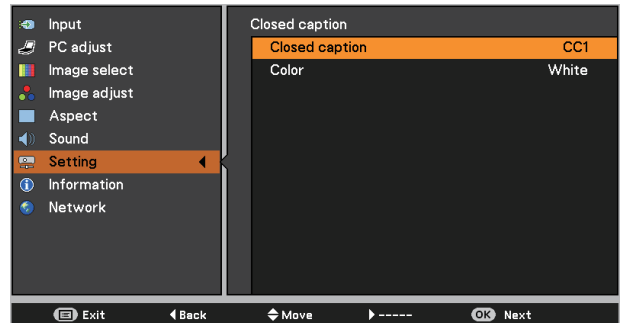 Input
PC adjust
Image select
Image adjust
Aspect
Sound
Setting
Information
Network
Closed caption
Closed caption CC1
Color White
Exit Back Move ----- OK Next